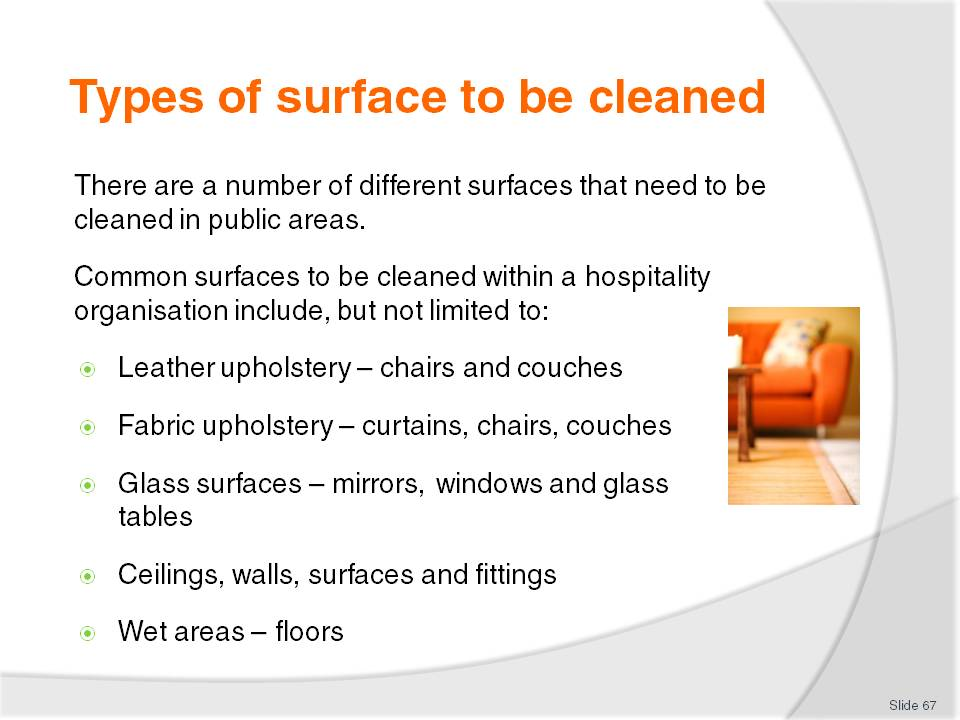 Types of surface to be cleaned
There are a number of different surfaces that need to be
cleaned in public areas.
Common surfaces to be cleaned within a hospitality
organisation include, but not limited to:
Leather upholstery – chairs and couches
Fabric upholstery – curtains, chairs, couches
Glass surfaces – mirrors, windows and glass
tables
Ceilings, walls, surfaces and fittings
Wet areas – floors
Slide 67